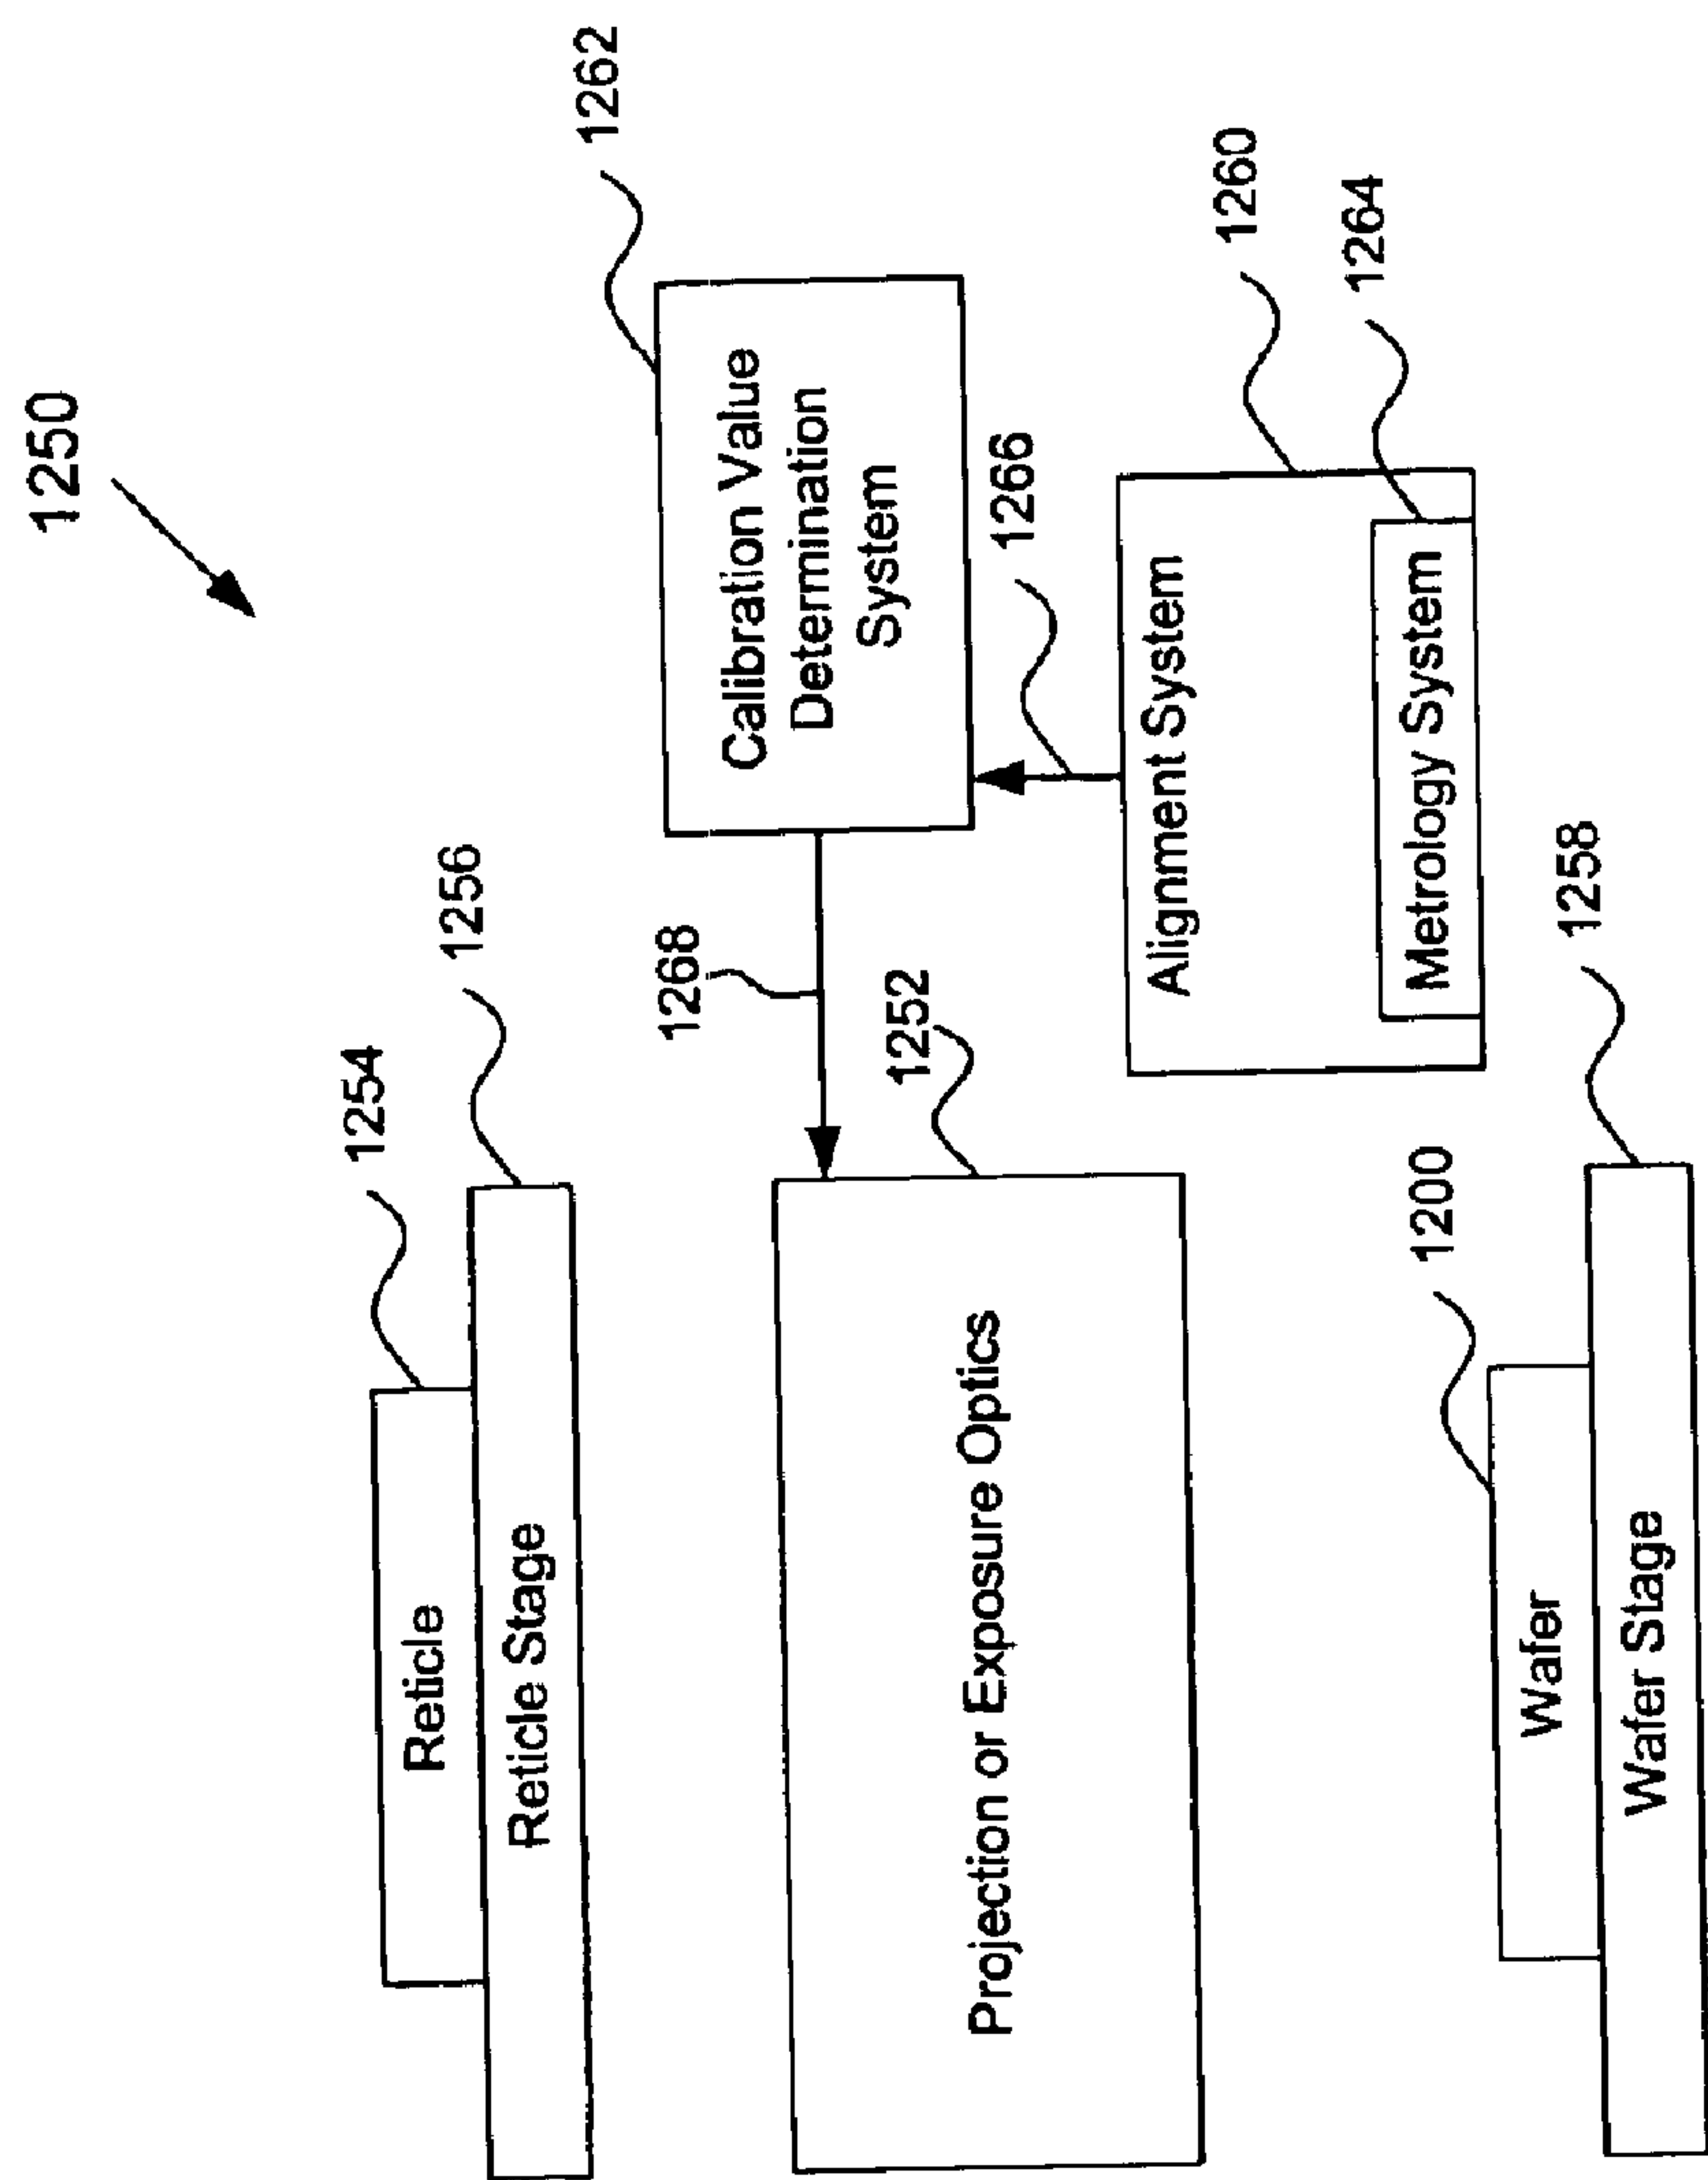 1250
1254
Reticle
1256
Reticle Stage
1262
Calibration Value
Determination
System
1268
1252
Projection or Exposure Optics
1266
1260
Alignment System
1264
Metrology System
1200
Wafer
1258
Wafer Stage